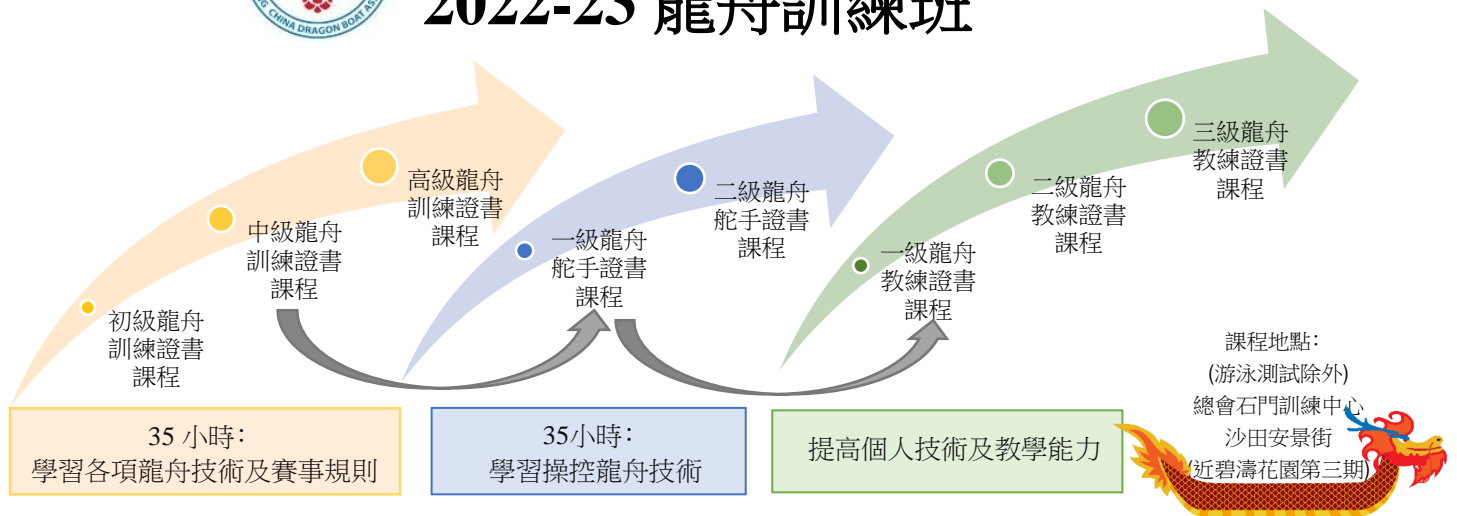 CHINA DRAGON BOAT
2022-23 龍舟訓練班
初級龍舟
訓練證書
課程
中級龍舟
訓練證書
課程
高級龍舟
訓練證書
課程
一級龍舟
舵手證書
課程
二級龍舟
舵手證書
課程
一級龍舟
教練證書
課程
二級龍舟
教練證書
課程
三級龍舟
教練證書
課程
35 小時：
學習各項龍舟技術及賽事規則
35小時：
學習操控龍舟技術
提高個人技術及教學能力
課程地點：
(游泳測試除外)
總會石門訓練中心
沙田安景街
(近碧濤花園第三期)